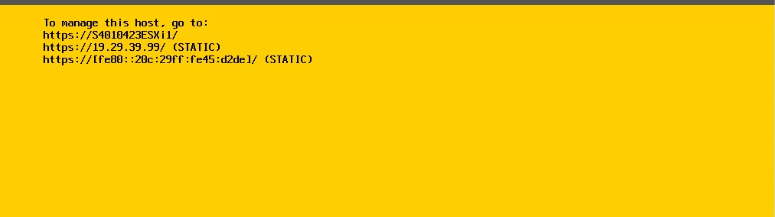 To manage this host, go to:
https://S4010423ESXi1/
https://19.29.39.99/ (STATIC)
https://[fe80::20c:29ff:fe45:d2de]/ (STATIC)